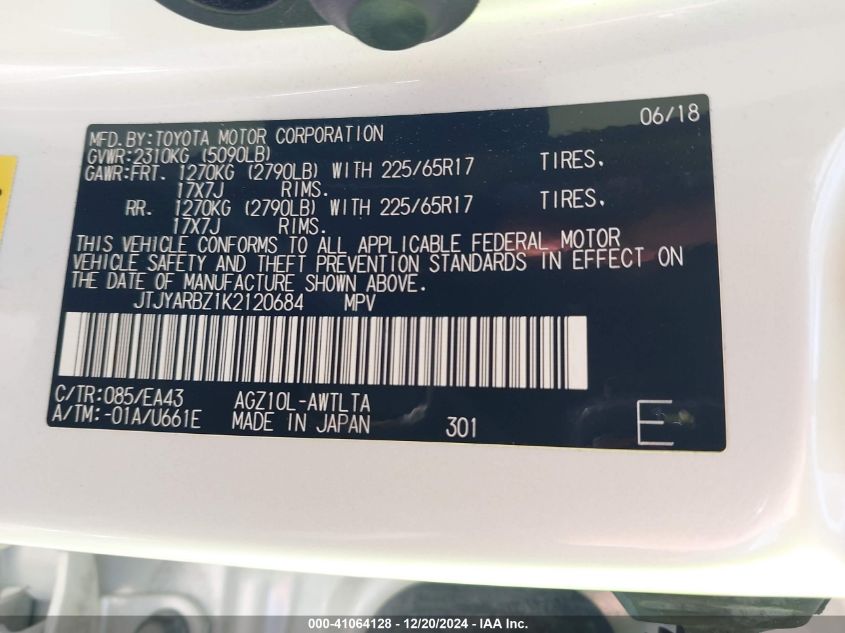 06/18
MFD.BY:TOYOTA MOTOR CORPORATION
GVWR:2310KG (5090LB)
GAWR:FRT. 1270KG (2790LB) WITH 225/65R17 TIRES,
17X7J RIMS.
RR. 1270KG (2790LB) WITH 225/65R17 TIRES,
17X7J RIMS.
THIS VEHICLE CONFORMS TO ALL APPLICABLE FEDERAL MOTOR
VEHICLE SAFETY AND THEFT PREVENTION STANDARDS IN EFFECT ON
THE DATE OF MANUFACTURE SHOWN ABOVE.
JTJYARBZ1K2120684 MPV
C/TR:085/EA43 AGZ10L-AWTLTA
A/TM:-01A/U661E MADE IN JAPAN 301 E
000-41064128 - 12/20/2024 - IAA Inc.